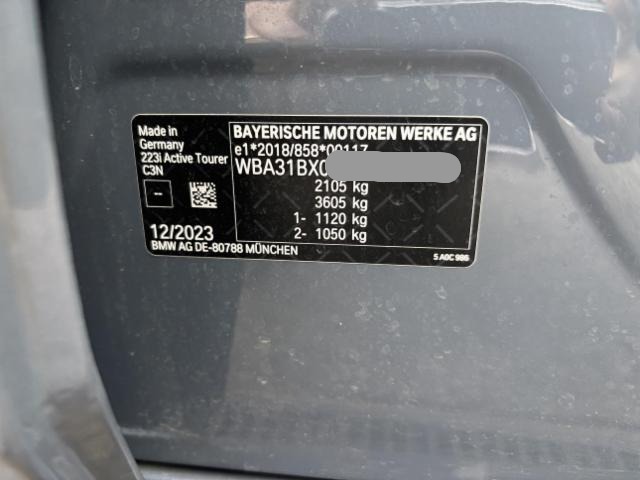 Made in
Germany
223i Active Tourer
C3N
--
12/2023
BMW AG DE-80788 MÜNCHEN
BAYERISCHE MOTOREN WERKE AG
e1*2018/858*00117
WBA31BX0
2105 kg
3605 kg
1- 1120 kg
2- 1050 kg
5 A0C 986